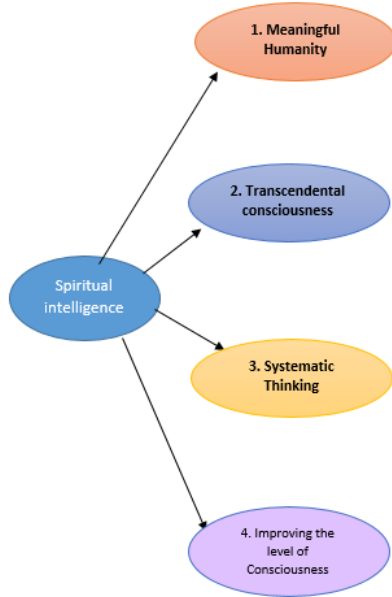 1. Meaningful
Humanity
2. Transcendental
consciousness
Spiritual
intelligence
3. Systematic
Thinking
4. Improving the
level of
Consciousness